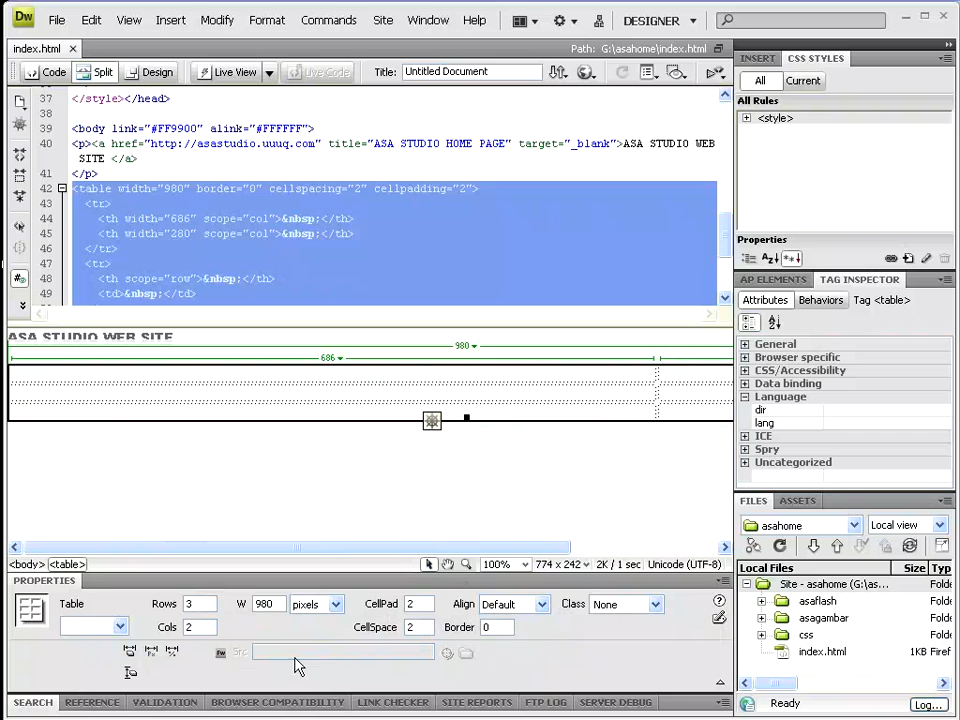 Dw File Edit View Insert Modify Format Commands Site Window Help DESIGNER
index.html Path: G:\asahome\index.html
Code Split Design Live View Live Code Title: Untitled Document
37 </style></head>
38
39 <body link="#FF9900" alink="#FFFFFF">
40 <p><a href="http://asastudio.uuuq.com" title="ASA STUDIO HOME PAGE" target="_blank">ASA STUDIO WEB
SITE </a>
41 </p>
42 <table width="980" border="0" cellspacing="2" cellpadding="2">
43 <tr>
44 <th width="686" scope="col">&nbsp;</th>
45 <th width="280" scope="col">&nbsp;</th>
46 </tr>
47 <tr>
48 <th scope="row">&nbsp;</th>
49 <td>&nbsp;</td>
ASA STUDIO WEB SITE
980
686
<body> <table> 100% 774 x 242 2K / 1 sec Unicode (UTF-8)
PROPERTIES
Table Rows 3 W 980 pixels CellPad 2 Align Default Class None
Cols 2 CellSpace 2 Border 0
Src
SEARCH REFERENCE VALIDATION BROWSER COMPATIBILITY LINK CHECKER SITE REPORTS FTP LOG SERVER DEBUG
INSERT CSS STYLES
All Current
All Rules
<style>
Properties
Az
AP ELEMENTS TAG INSPECTOR
Attributes Behaviors Tag <table>
General
Browser specific
CSS/Accessibility
Data binding
Language
dir
lang
ICE
Spry
Uncategorized
FILES ASSETS
asahome Local view
Local Files Size Typ
Site - asahome (G:\as... Folde
asaflash Folde
asagambar Folde
css Folde
index.html 1KB Firef
Ready Log...